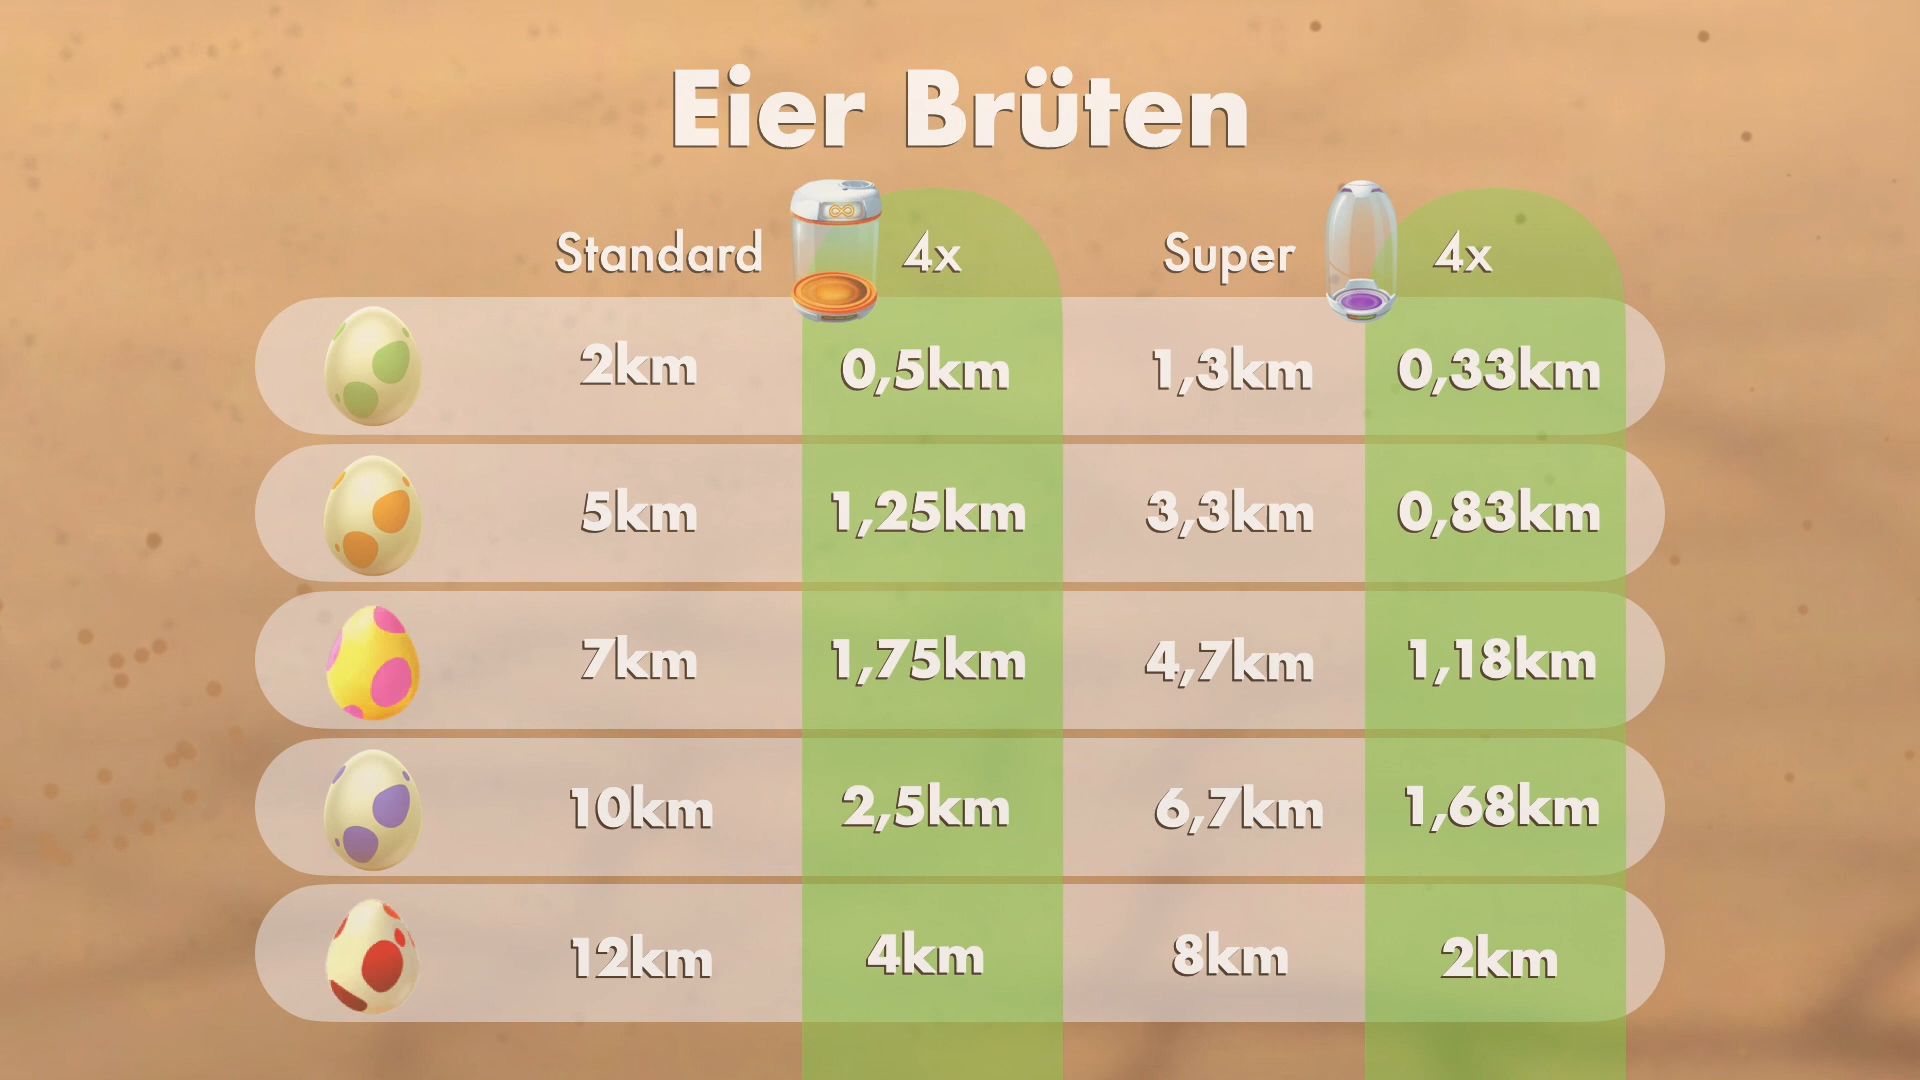 Eier Brüten
Standard 4x Super 4x
2km 0,5km 1,3km 0,33km
5km 1,25km 3,3km 0,83km
7km 1,75km 4,7km 1,18km
10km 2,5km 6,7km 1,68km
12km 4km 8km 2km